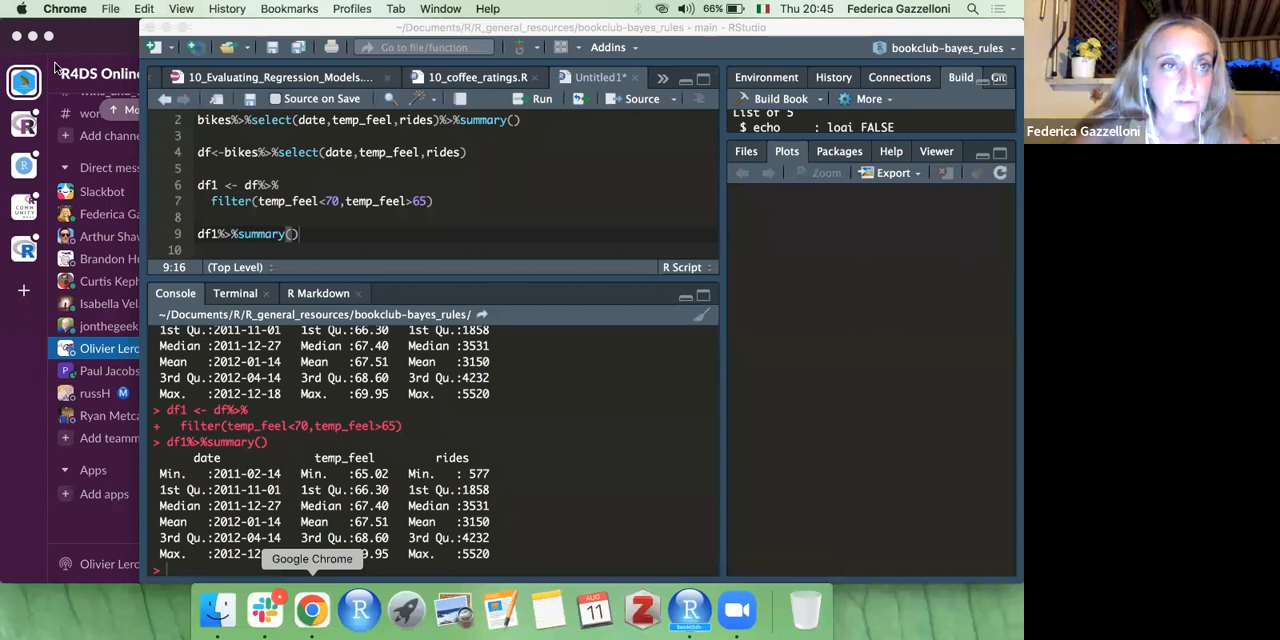 Chrome File Edit View History Bookmarks Profiles Tab Window Help 66% Thu 20:45 Federica Gazzelloni
~/Documents/R/R_general_resources/bookclub-bayes_rules - main - RStudio
Go to file/function Addins bookclub-bayes_rules
R4DS Online
10_Evaluating_Regression_Models.... 10_coffee_ratings.R Untitled1*
Source on Save Run Source
2 bikes%>%select(date,temp_feel,rides)%>%summary()
3
4 df<-bikes%>%select(date,temp_feel,rides)
5
6 df1 <- df%>%
7 filter(temp_feel<70,temp_feel>65)
8
9 df1%>%summary()
10
9:16 (Top Level) R Script
Environment History Connections Build Git
Build Book More
List of 5
$ echo : logi FALSE
Files Plots Packages Help Viewer
Zoom Export
Console Terminal R Markdown
~/Documents/R/R_general_resources/bookclub-bayes_rules/
1st Qu.:2011-11-01 1st Qu.:66.30 1st Qu.:1858
Median :2011-12-27 Median :67.40 Median :3531
Mean :2012-01-14 Mean :67.51 Mean :3150
3rd Qu.:2012-04-14 3rd Qu.:68.60 3rd Qu.:4232
Max. :2012-12-18 Max. :69.95 Max. :5520
> df1 <- df%>%
+ filter(temp_feel<70,temp_feel>65)
> df1%>%summary()
date temp_feel rides
Min. :2011-02-14 Min. :65.02 Min. : 577
1st Qu.:2011-11-01 1st Qu.:66.30 1st Qu.:1858
Median :2011-12-27 Median :67.40 Median :3531
Mean :2012-01-14 Mean :67.51 Mean :3150
3rd Qu.:2012-04-14 3rd Qu.:68.60 3rd Qu.:4232
Max. :2012-12 9.95 Max. :5520
>
Google Chrome
Mo
# wor
Add chann
Direct mess
Slackbot
Federica Ga
Arthur Shaw
Brandon Hu
Curtis Keph
Isabella Vel
jonthegeek
Olivier Lero
Paul Jacobs
russH M
Ryan Metca
Add teamm
Apps
Add apps
Olivier Lero
AUG
11
Z
Federica Gazzelloni